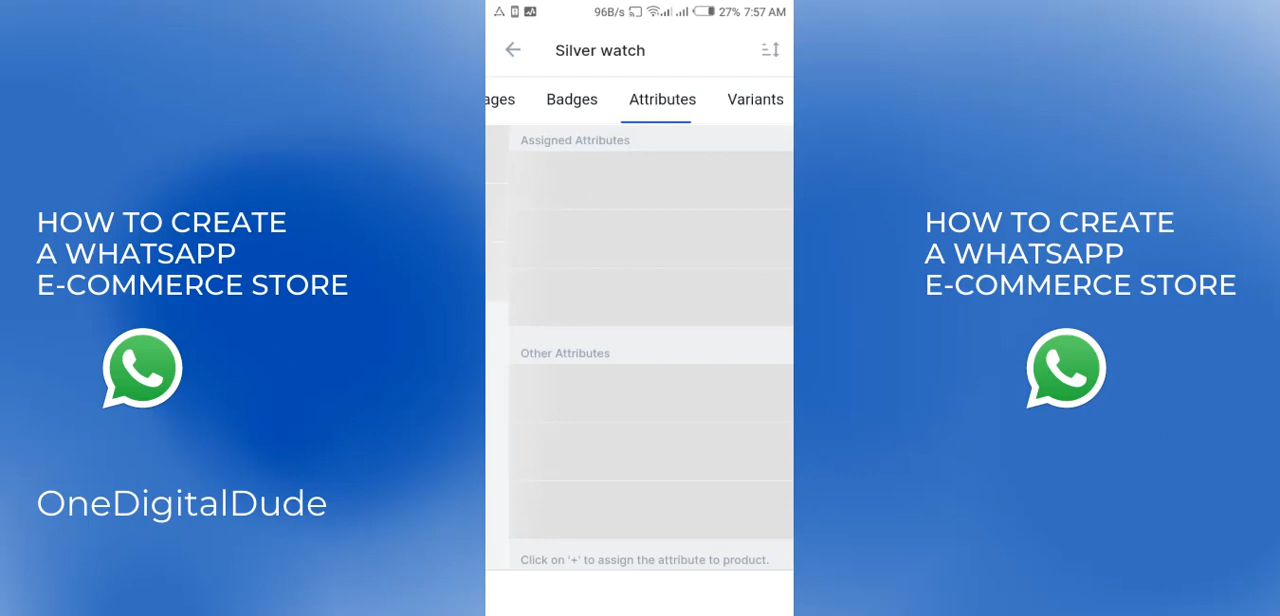 HOW TO CREATE
A WHATSAPP
E-COMMERCE STORE
OneDigitalDude
96B/s 27% 7:57 AM
Silver watch
ages Badges Attributes Variants
Assigned Attributes
Other Attributes
Click on '+' to assign the attribute to product.
HOW TO CREATE
A WHATSAPP
E-COMMERCE STORE